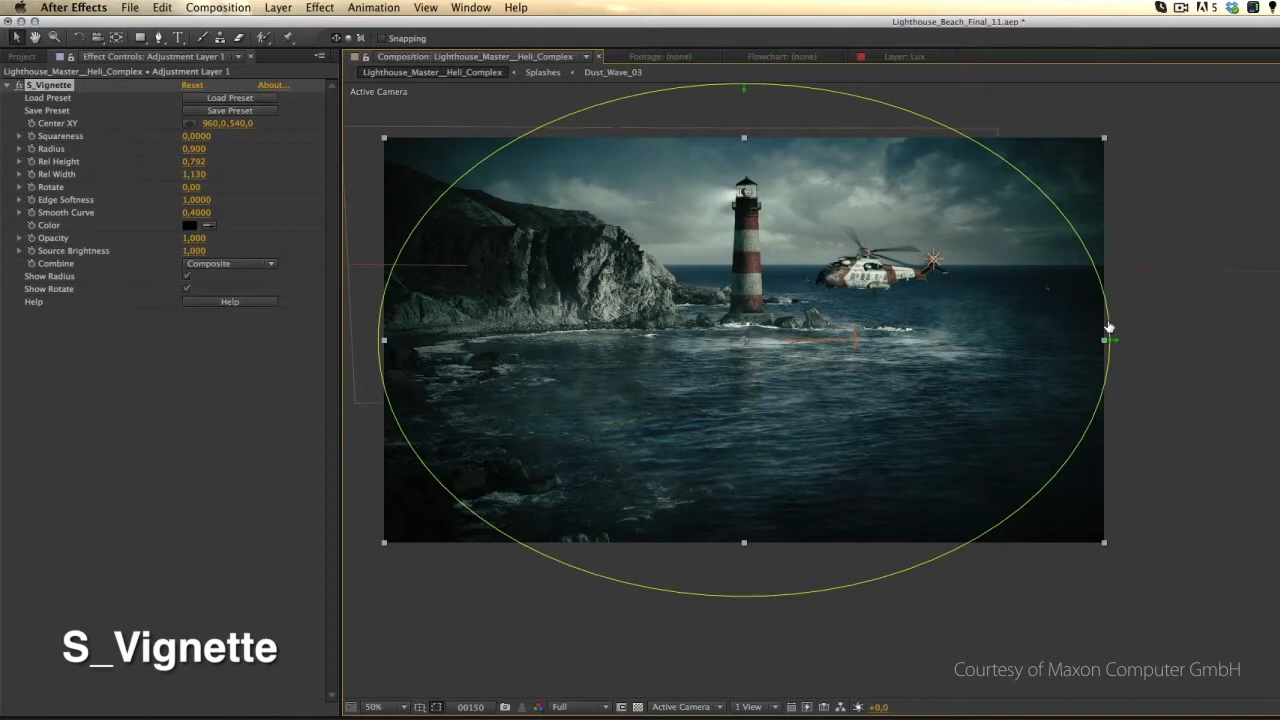 After Effects File Edit Composition Layer Effect Animation View Window Help 5
Lighthouse_Beach_Final_11.aep *
Snapping
Project Effect Controls: Adjustment Layer 1 Composition: Lighthouse_Master__Heli_Complex Footage: (none) Flowchart: (none) Layer: Lux
Lighthouse_Master__Heli_Complex • Adjustment Layer 1 Lighthouse_Master__Heli_Complex Splashes Dust_Wave_03
fx S_Vignette Reset About...
Active Camera
Load Preset Load Preset
Save Preset Save Preset
Center XY 960,0,540,0
Squareness 0,0000
Radius 0,900
Rel Height 0,792
Rel Width 1,130
Rotate 0,00
Edge Softness 1,0000
Smooth Curve 0,4000
Color
Opacity 1,000
Source Brightness 1,000
Combine Composite
Show Radius
Show Rotate
Help Help
S_Vignette
Courtesy of Maxon Computer GmbH
50% 00150 Full Active Camera 1 View +0,0